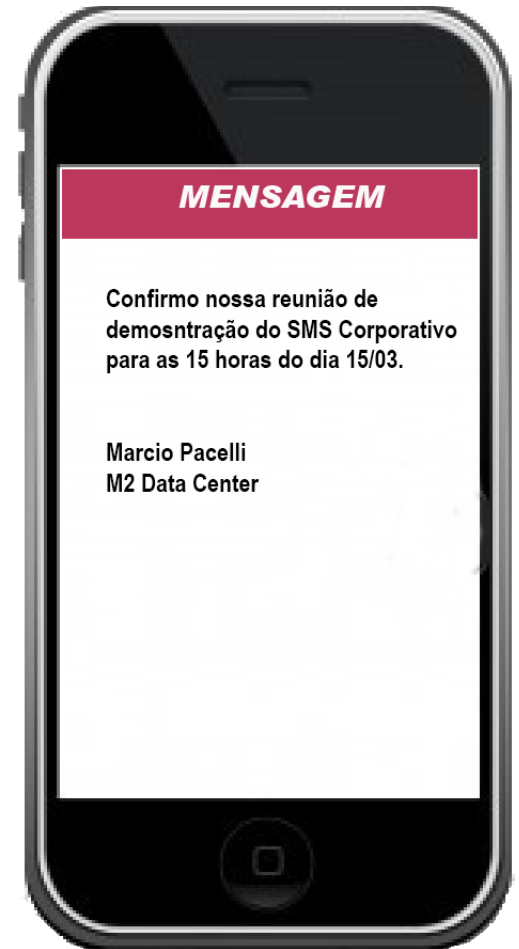 MENSAGEM
Confirmo nossa reunião de
demosntração do SMS Corporativo
para as 15 horas do dia 15/03.
Marcio Pacelli
M2 Data Center